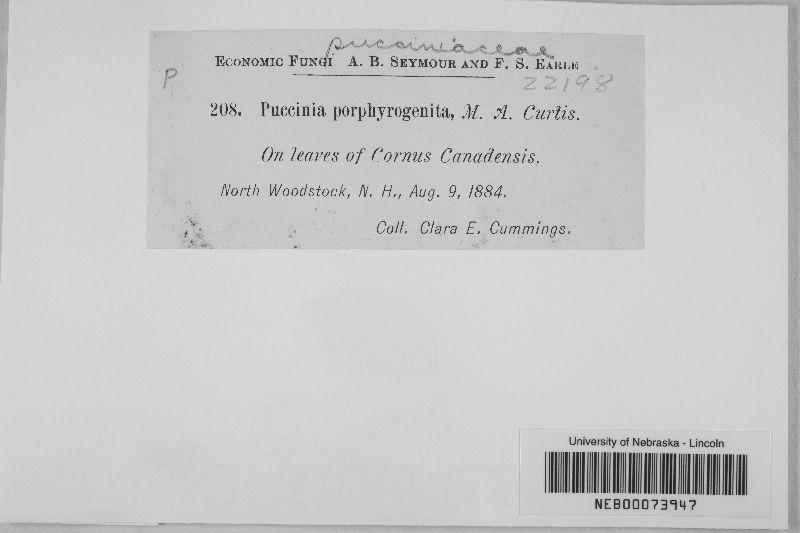 pucciniaceae
P
Economic Fungi A. B. Seymour and F. S. Earle
22198
208. Puccinia porphyrogenita, M. A. Curtis.
On leaves of Cornus Canadensis.
North Woodstock, N. H., Aug. 9, 1884.
Coll. Clara E. Cummings.
University of Nebraska - Lincoln
NEB00073947